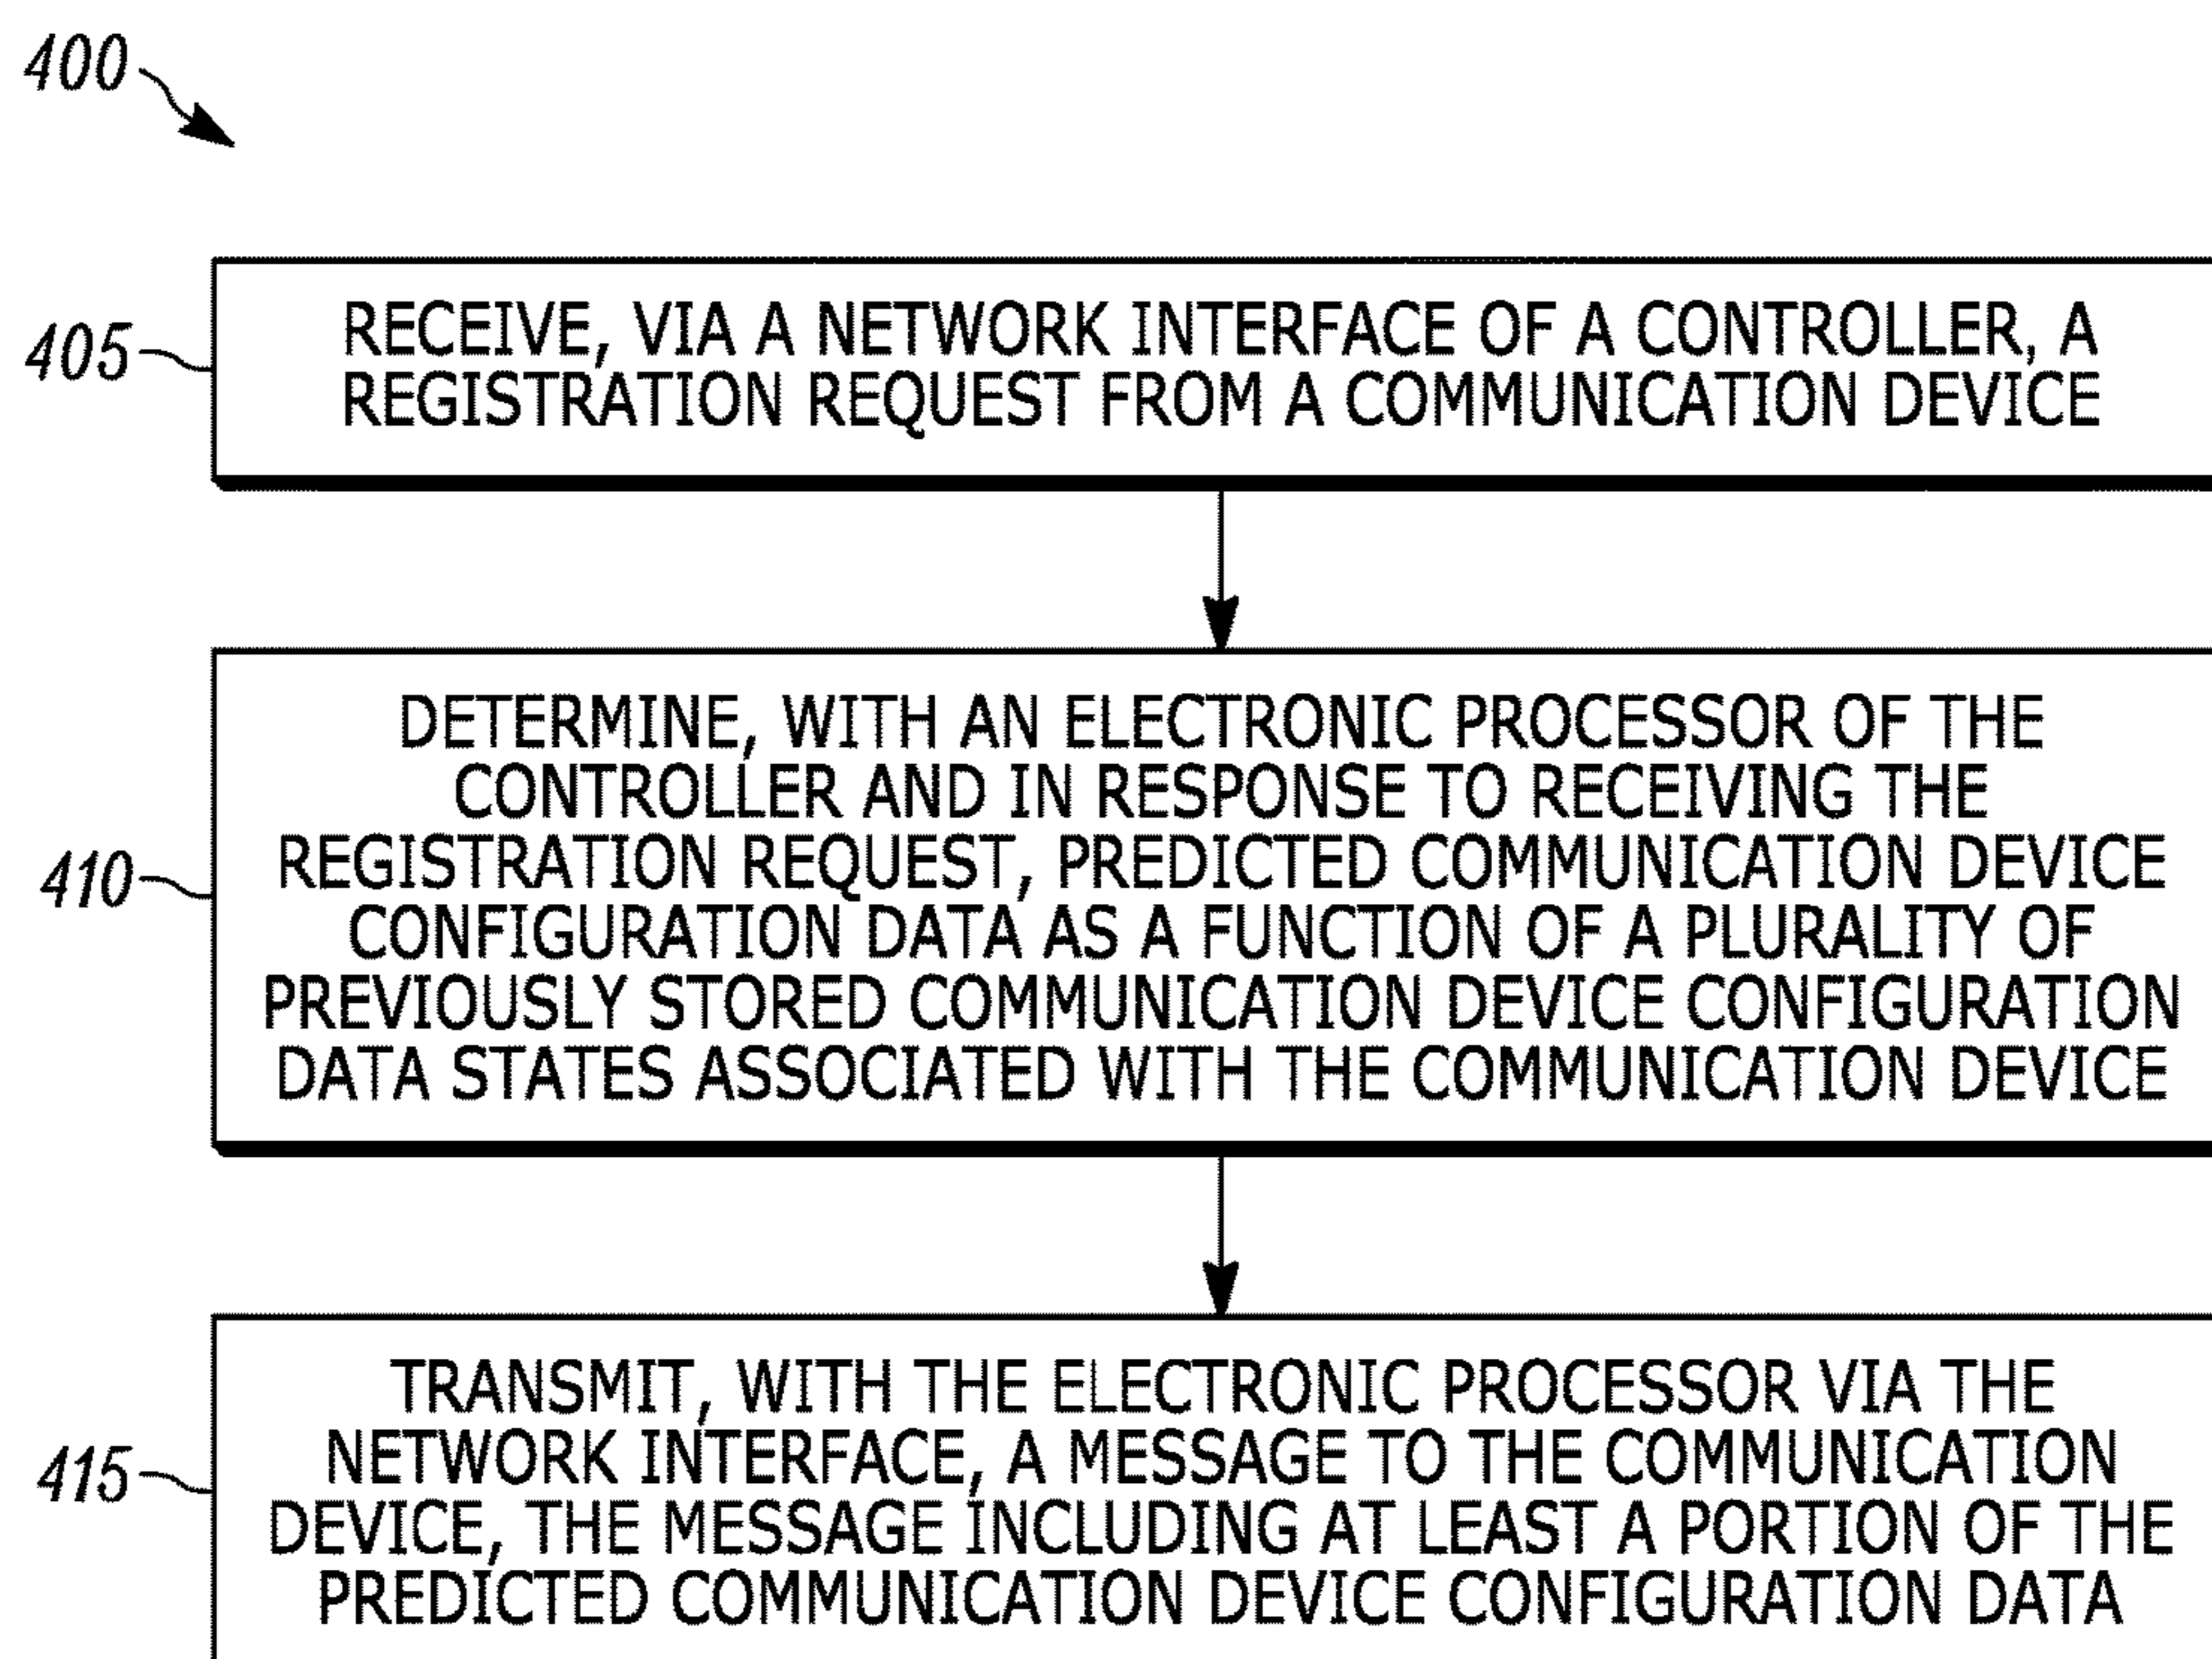 400
405
RECEIVE, VIA A NETWORK INTERFACE OF A CONTROLLER, A
REGISTRATION REQUEST FROM A COMMUNICATION DEVICE
410
DETERMINE, WITH AN ELECTRONIC PROCESSOR OF THE
CONTROLLER AND IN RESPONSE TO RECEIVING THE
REGISTRATION REQUEST, PREDICTED COMMUNICATION DEVICE
CONFIGURATION DATA AS A FUNCTION OF A PLURALITY OF
PREVIOUSLY STORED COMMUNICATION DEVICE CONFIGURATION
DATA STATES ASSOCIATED WITH THE COMMUNICATION DEVICE
415
TRANSMIT, WITH THE ELECTRONIC PROCESSOR VIA THE
NETWORK INTERFACE, A MESSAGE TO THE COMMUNICATION
DEVICE, THE MESSAGE INCLUDING AT LEAST A PORTION OF THE
PREDICTED COMMUNICATION DEVICE CONFIGURATION DATA